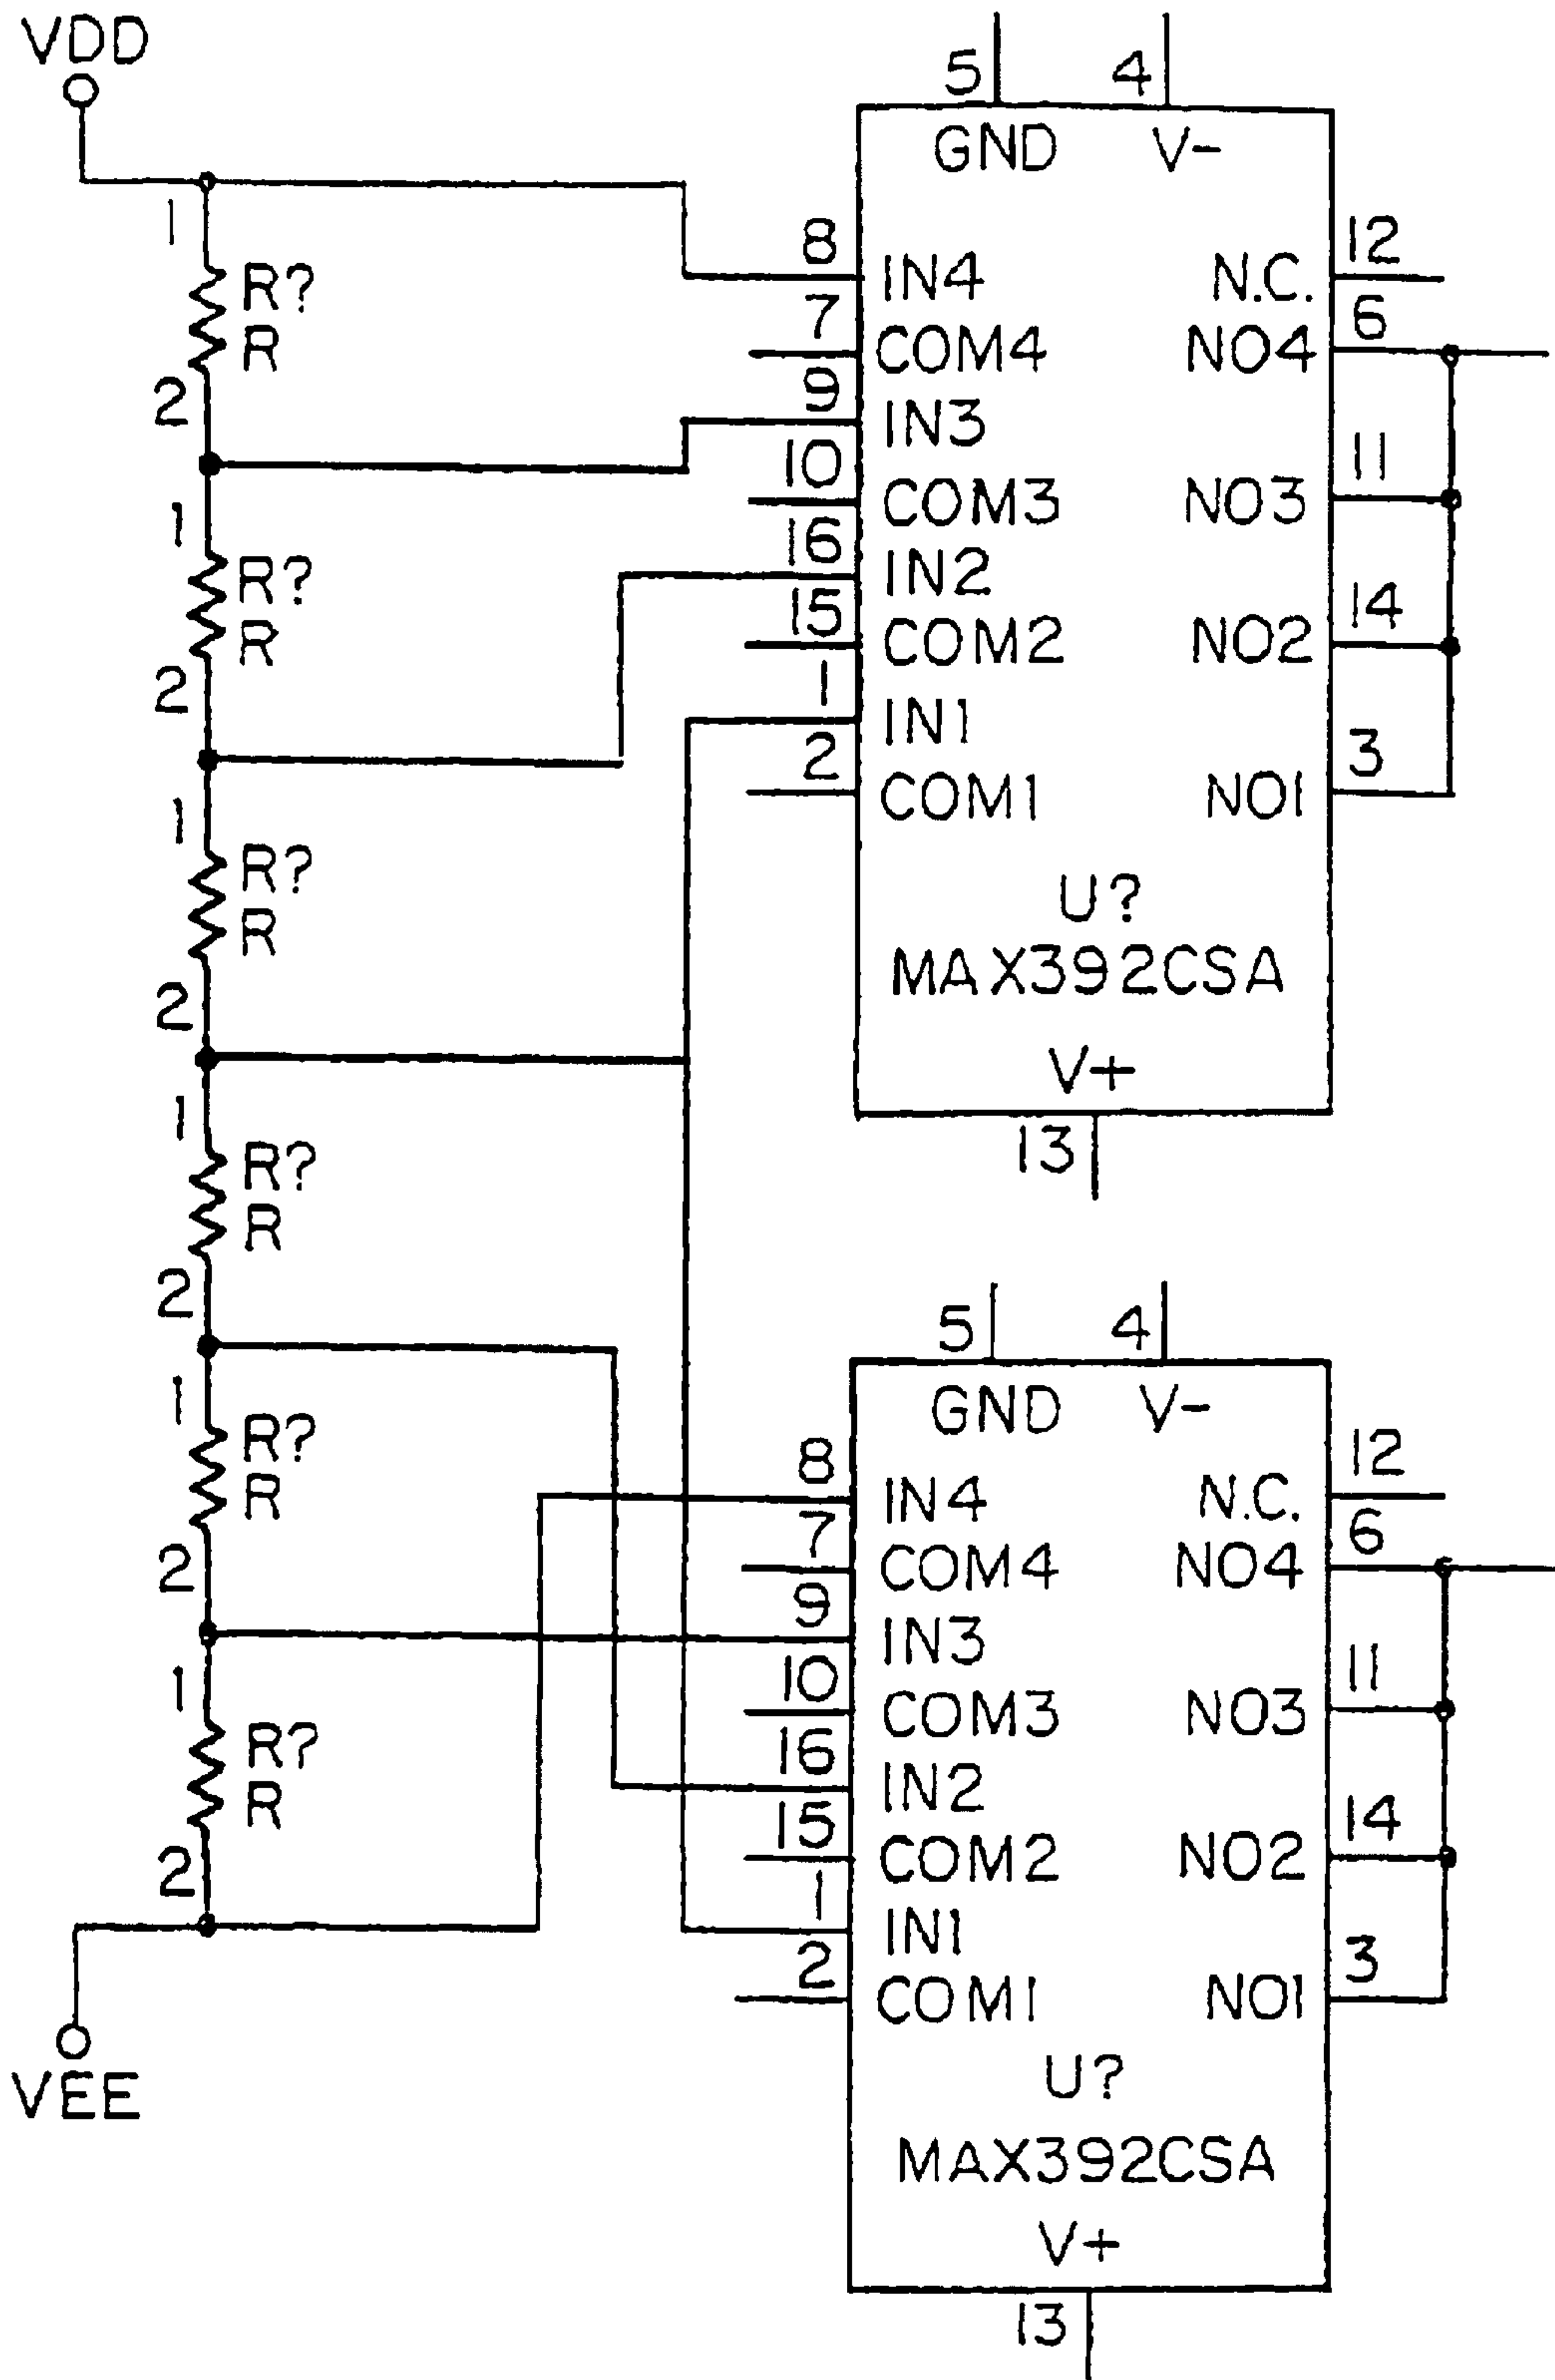 VDD
1
R?
R
2
1
R?
R
2
1
R?
R
2
1
R?
R
2
1
R?
R
2
1
R?
R
2
VEE
5 4
GND V-
8 12
IN4 N.C.
7 6
COM4 NO4
9
IN3
10 11
COM3 NO3
16
IN2
15 14
COM2 NO2
1
IN1
2 3
COM1 NO1
U?
MAX392CSA
V+
13
5 4
GND V-
8 12
IN4 N.C.
7 6
COM4 NO4
9
IN3
10 11
COM3 NO3
16
IN2
15 14
COM2 NO2
1
IN1
2 3
COM1 NO1
U?
MAX392CSA
V+
13